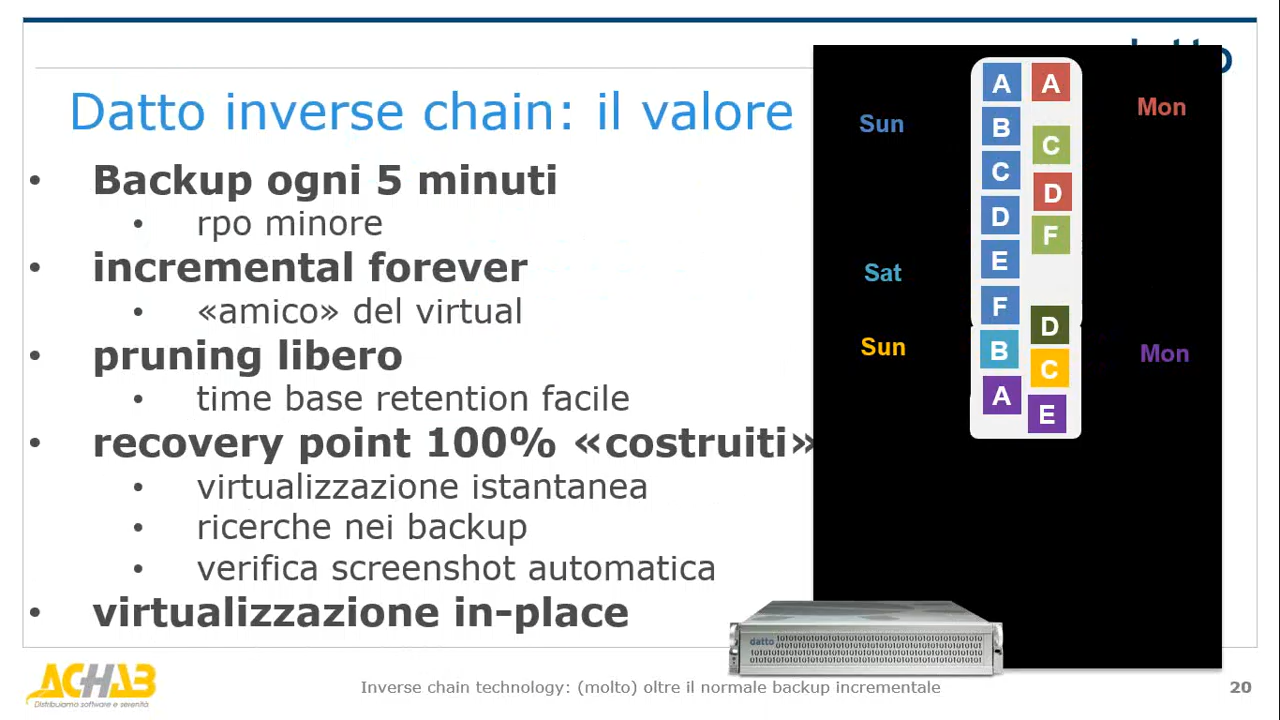 datto
Datto inverse chain: il valore
• Backup ogni 5 minuti
• rpo minore
• incremental forever
• «amico» del virtual
• pruning libero
• time base retention facile
• recovery point 100% «costruiti»
• virtualizzazione istantanea
• ricerche nei backup
• verifica screenshot automatica
• virtualizzazione in-place
Sun
Sat
Sun
A A
B
C
C
D
D
F
E
F
D
B
C
A
E
Mon
Mon
datto
ACHAB
Distribuiamo software e serenità
Inverse chain technology: (molto) oltre il normale backup incrementale
20